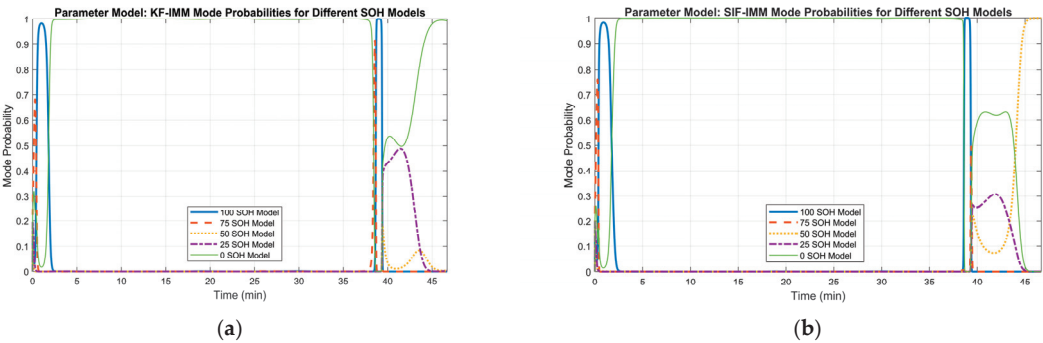 Parameter Model: KF-IMM Mode Probabilities for Different SOH Models
Mode Probability
1
0.9
0.8
0.7
0.6
0.5
0.4
0.3
0.2
0.1
0
100 SOH Model
75 SOH Model
50 SOH Model
25 SOH Model
0 SOH Model
0 5 10 15 20 25 30 35 40 45
Time (min)
(a)
Parameter Model: SIF-IMM Mode Probabilities for Different SOH Models
Mode Probability
1
0.9
0.8
0.7
0.6
0.5
0.4
0.3
0.2
0.1
0
100 SOH Model
75 SOH Model
50 SOH Model
25 SOH Model
0 SOH Model
0 5 10 15 20 25 30 35 40 45
Time (min)
(b)